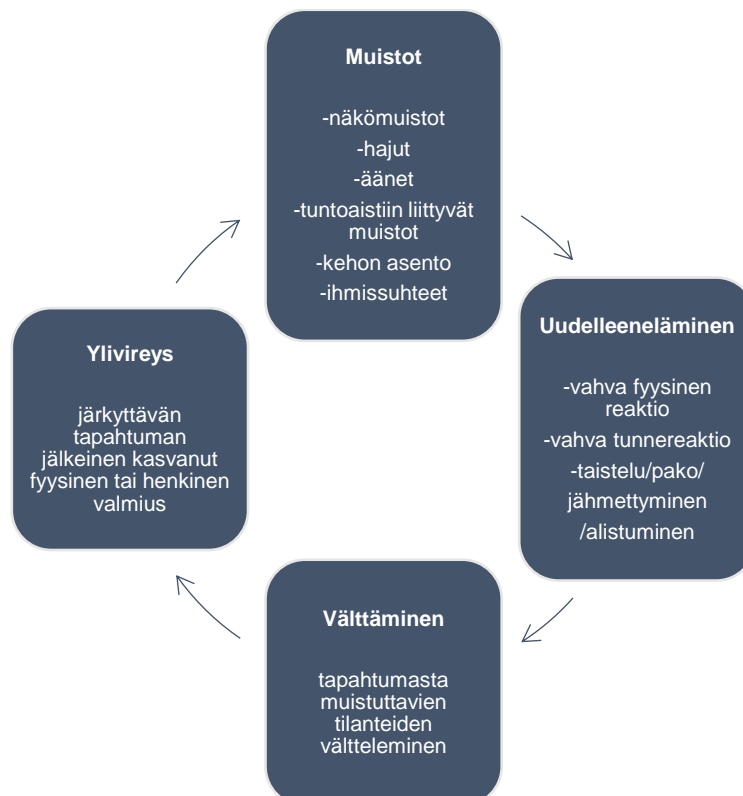 Muistot
-näkömuistot
-hajut
-äänet
-tuntoaistiin liittyvät
muistot
-kehon asento
-ihmissuhteet
Uudelleeneläminen
-vahva fyysinen
reaktio
-vahva tunnereaktio
-taistelu/pako/
jähmettyminen
/alistuminen
Välttäminen
tapahtumasta
muistuttavien
tilanteiden
vältteleminen
Ylivireys
järkyttävän
tapahtuman
jälkeinen kasvanut
fyysinen tai henkinen
valmius